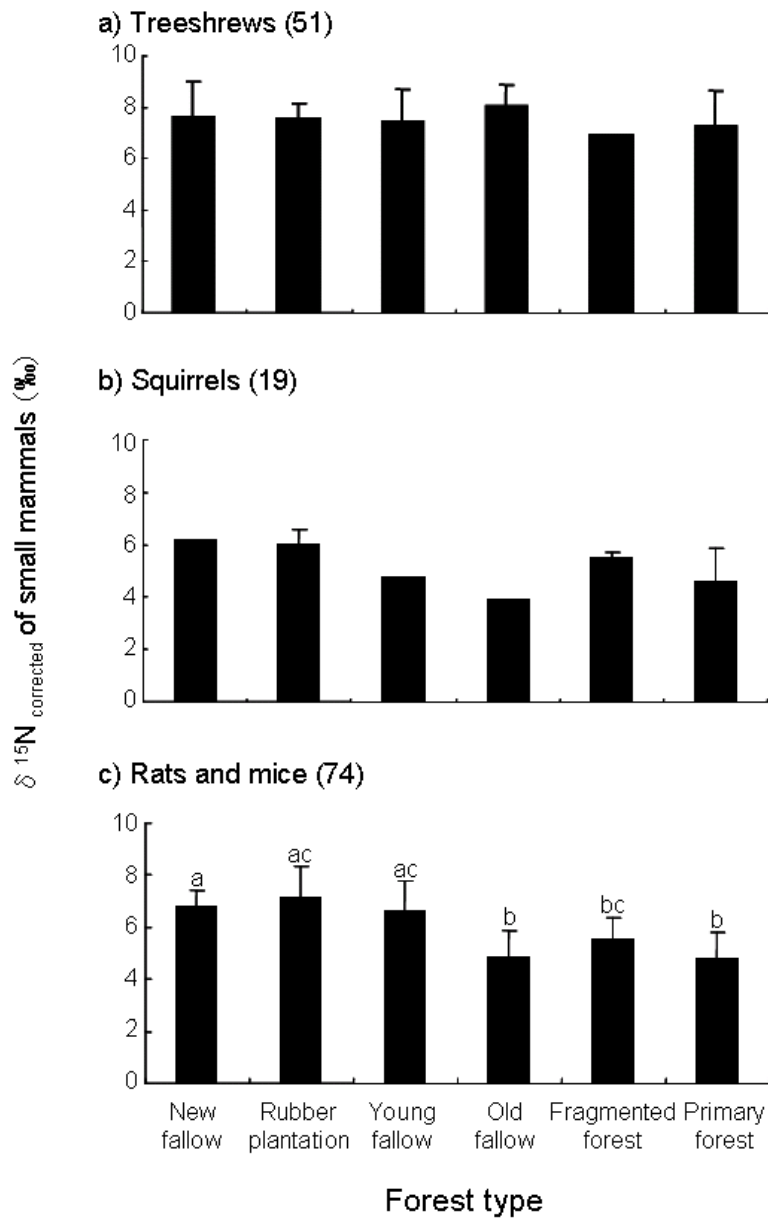 a) Treeshrews (51)
10
8
6
4
2
0
b) Squirrels (19)
10
8
6
4
2
0
δ ¹⁵N corrected of small mammals (‰)
c) Rats and mice (74)
10
8
6
4
2
0
a ac ac b bc b
New Rubber Young Old Fragmented Primary
fallow plantation fallow fallow forest forest
Forest type